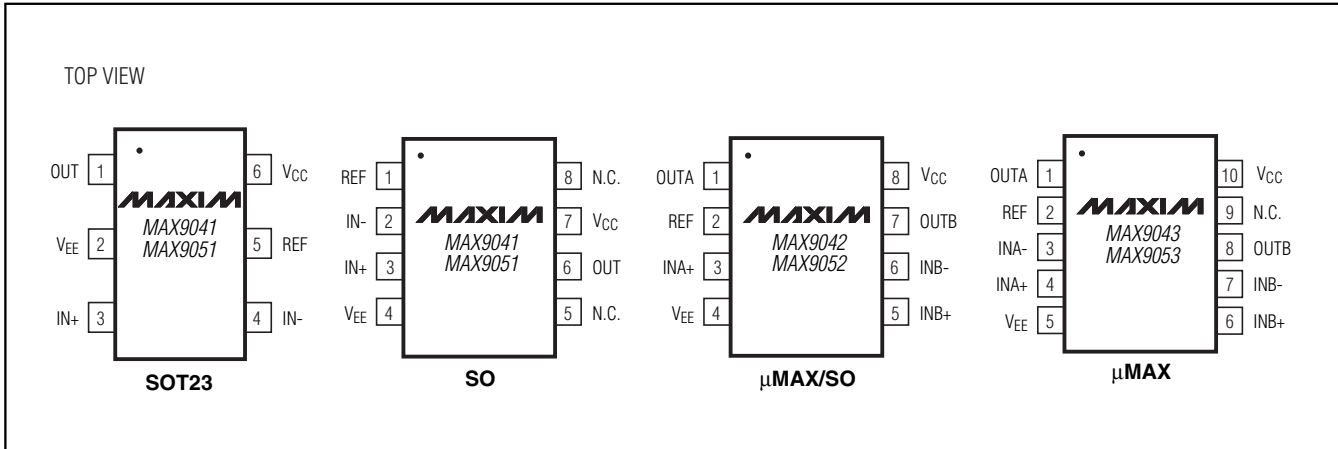 TOP VIEW
OUT 1
VEE 2
IN+ 3
MAXIM
MAX9041
MAX9051
6 VCC
5 REF
4 IN-
SOT23
REF 1
IN- 2
IN+ 3
VEE 4
MAXIM
MAX9041
MAX9051
8 N.C.
7 VCC
6 OUT
5 N.C.
SO
OUTA 1
REF 2
INA+ 3
VEE 4
MAXIM
MAX9042
MAX9052
8 VCC
7 OUTB
6 INB-
5 INB+
µMAX/SO
OUTA 1
REF 2
INA- 3
INA+ 4
VEE 5
MAXIM
MAX9043
MAX9053
10 VCC
9 N.C.
8 OUTB
7 INB-
6 INB+
µMAX